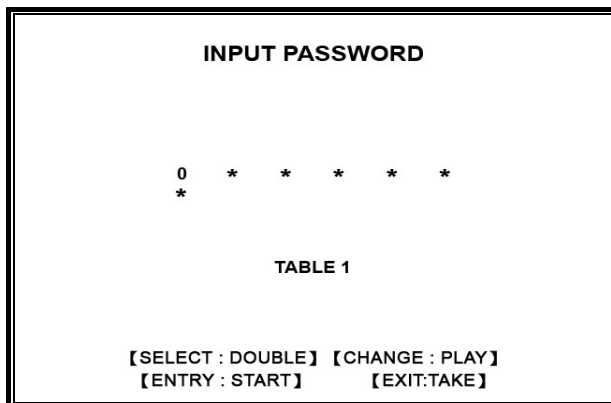 INPUT PASSWORD
0 * * * * *
*
TABLE 1
【SELECT : DOUBLE】【CHANGE : PLAY】
【ENTRY : START】 【EXIT:TAKE】